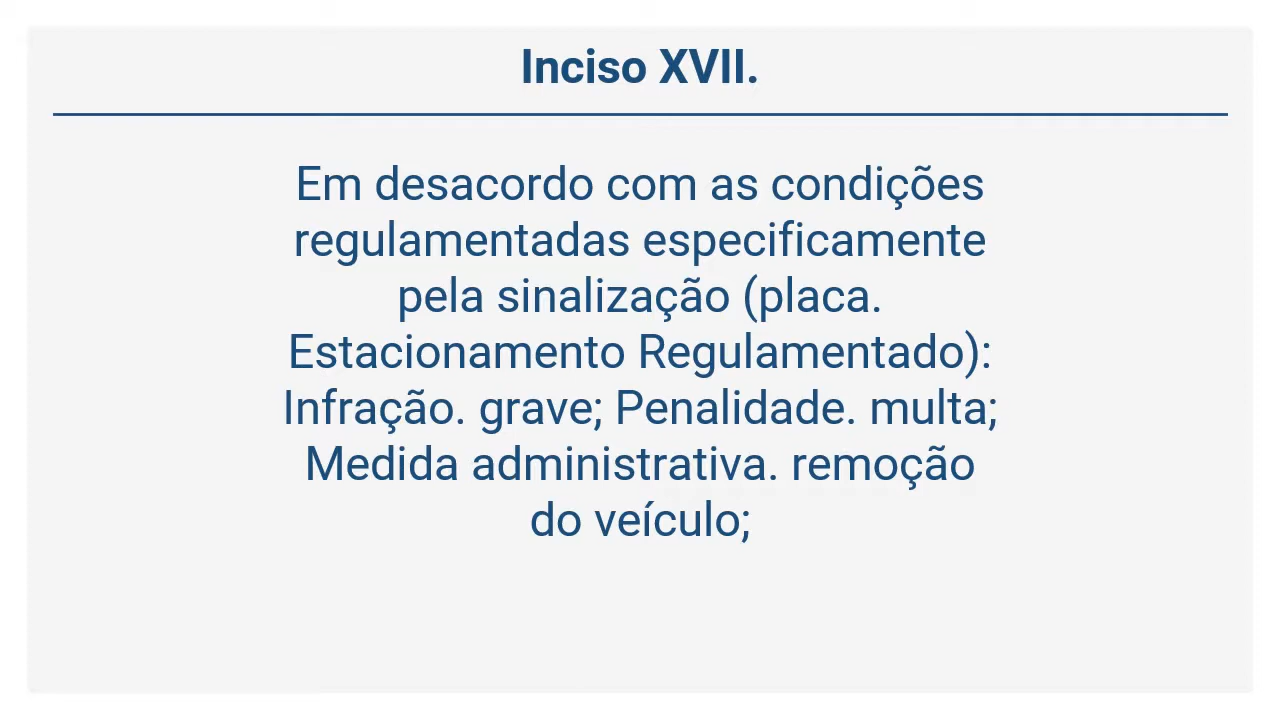 Inciso XVII.
Em desacordo com as condições
regulamentadas especificamente
pela sinalização (placa.
Estacionamento Regulamentado):
Infração. grave; Penalidade. multa;
Medida administrativa. remoção
do veículo;